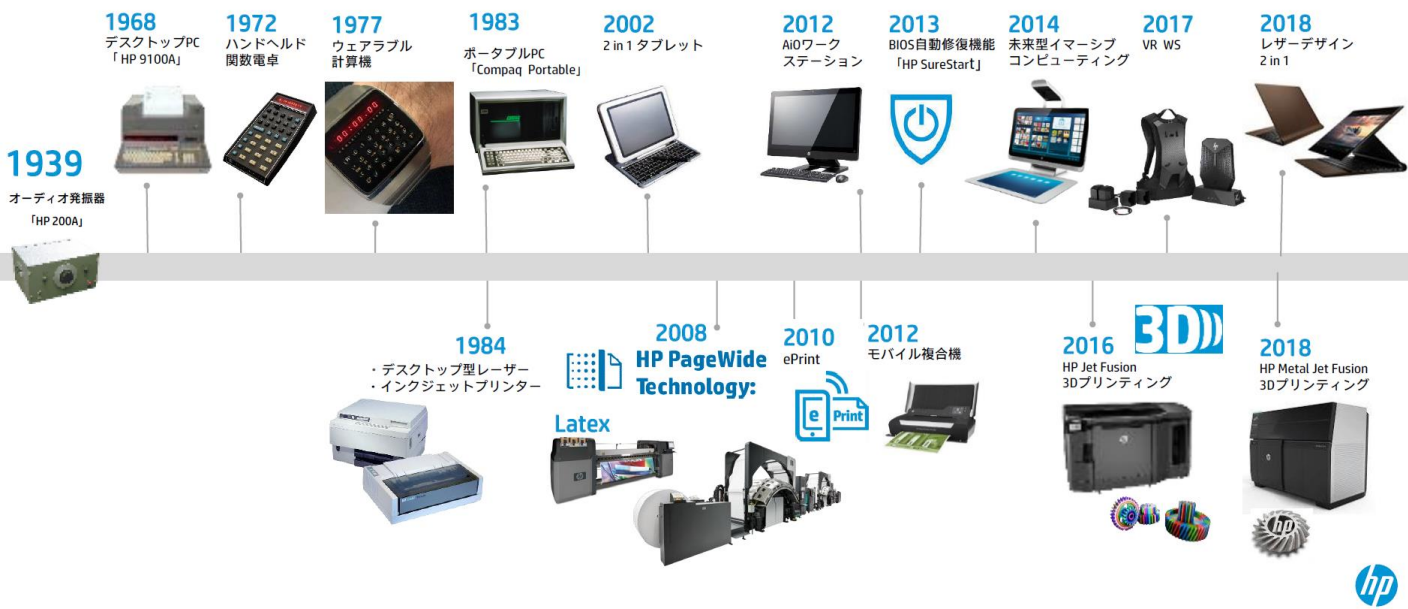 1939
オーディオ発振器
「HP 200A」
1968
デスクトップPC
「HP 9100A」
1972
ハンドヘルド
関数電卓
1977
ウェアラブル
計算機
00:00.00
1983
ポータブルPC
「Compaq Portable」
2002
2 in 1 タブレット
2012
AiOワーク
ステーション
2013
BIOS自動修復機能
「HP SureStart」
2014
未来型イマーシブ
コンピューティング
2017
VR WS
2018
レザーデザイン
2 in 1
1984
・デスクトップ型レーザー
・インクジェットプリンター
2008
HP PageWide
Technology:
Latex
2010
ePrint
e Print
2012
モバイル複合機
2016
HP Jet Fusion
3Dプリンティング
3D
2018
HP Metal Jet Fusion
3Dプリンティング
hp
hp